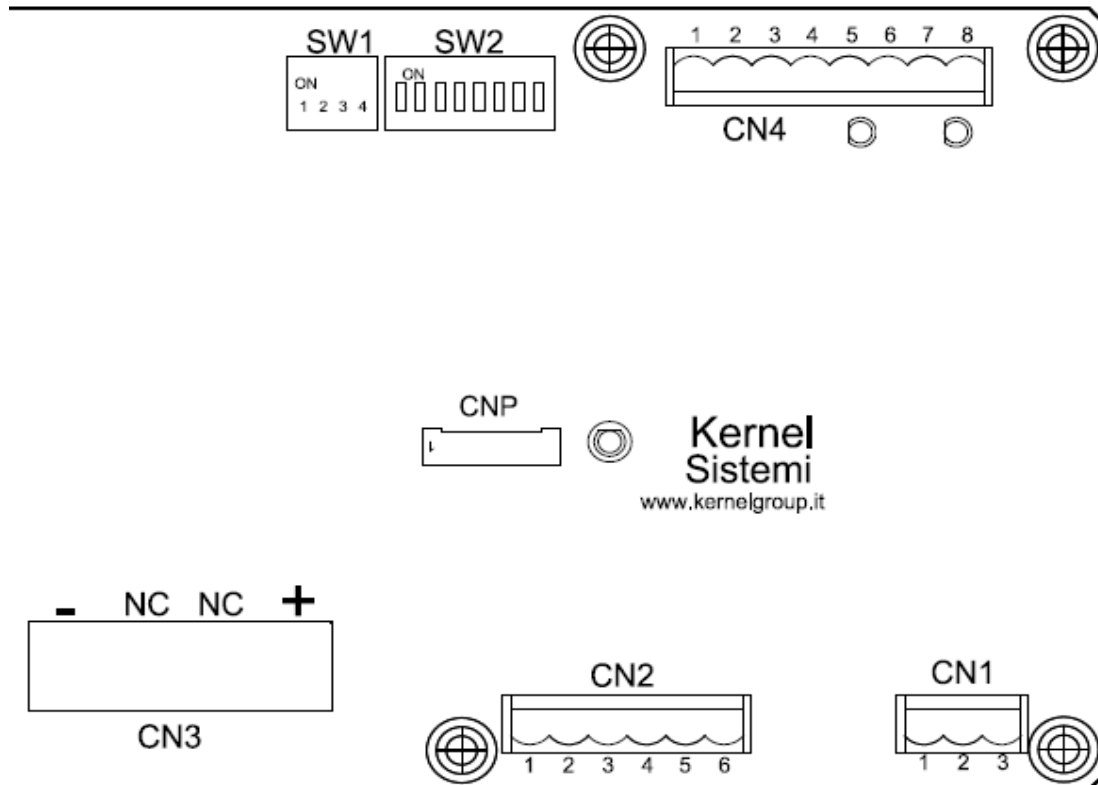 SW1 SW2
ON
1 2 3 4
ON
1 2 3 4 5 6 7 8
CN4
CNP
1
Kernel
Sistemi
www.kernelgroup.it
- NC NC +
CN3
CN2
1 2 3 4 5 6
CN1
1 2 3